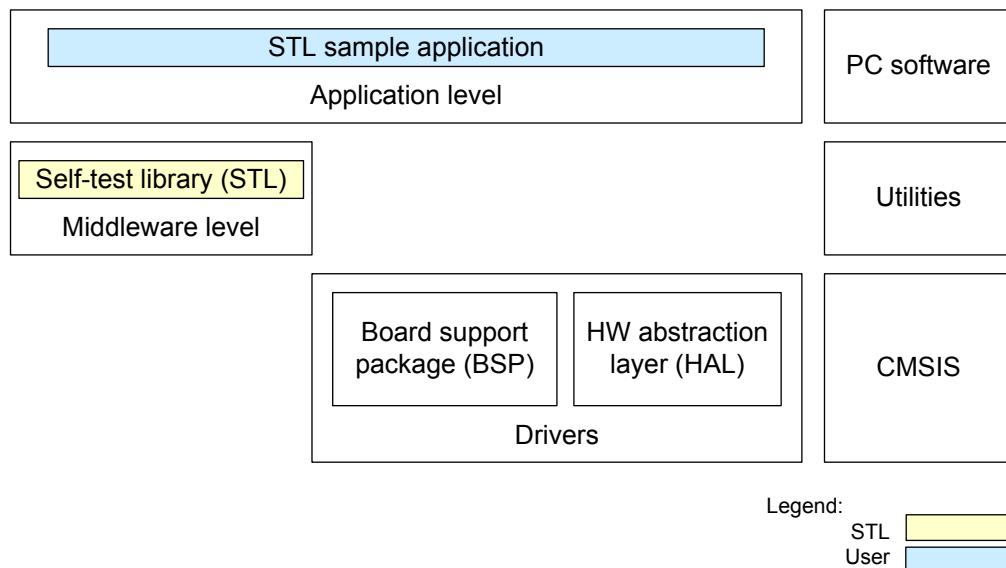 STL sample application
Application level
PC software
Self-test library (STL)
Middleware level
Utilities
Board support
package (BSP)
HW abstraction
layer (HAL)
Drivers
CMSIS
Legend:
STL
User